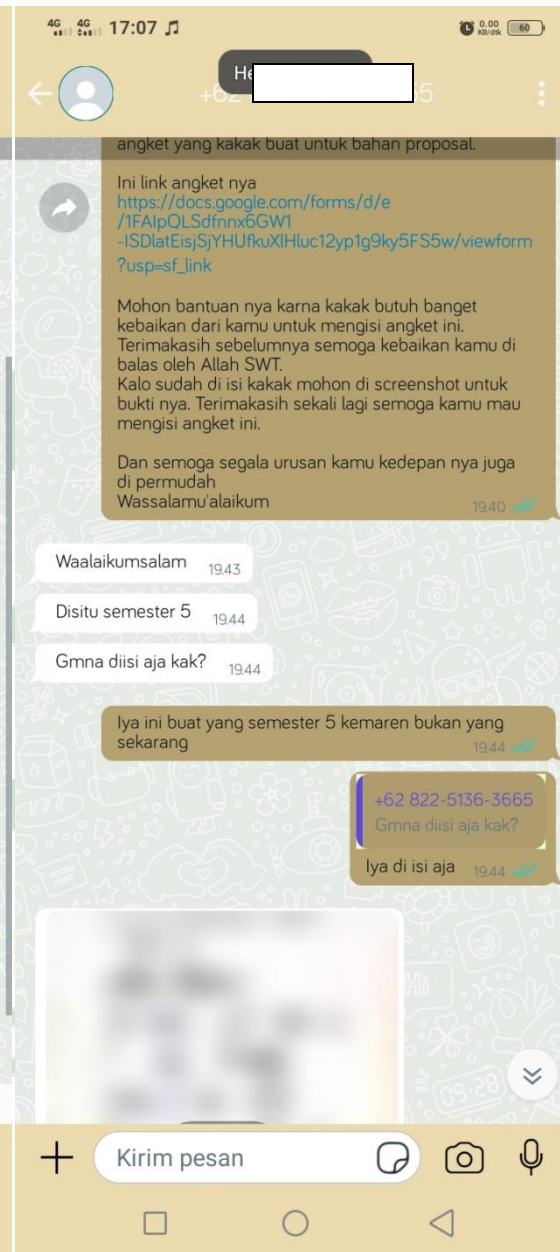 4G 4G 17:07
0.00
KB/dtk
60
He
+62
65
angket yang kakak buat untuk bahan proposal.
Ini link angket nya
https://docs.google.com/forms/d/e
/1FAIpQLSdfnnx6GW1
-ISDlatEisjSjYHUfkuXlHluc12yp1g9ky5FS5w/viewform
?usp=sf_link
Mohon bantuan nya karna kakak butuh banget
kebaikan dari kamu untuk mengisi angket ini.
Terimakasih sebelumnya semoga kebaikan kamu di
balas oleh Allah SWT.
Kalo sudah di isi kakak mohon di screenshot untuk
bukti nya. Terimakasih sekali lagi semoga kamu mau
mengisi angket ini.
Dan semoga segala urusan kamu kedepan nya juga
di permudah
Wassalamu'alaikum
19.40
Waalaikumsalam 19.43
Disitu semester 5 19.44
Gmna diisi aja kak? 19.44
Iya ini buat yang semester 5 kemaren bukan yang
sekarang 19.44
+62 822-5136-3665
Gmna diisi aja kak?
Iya di isi aja 19.44
Kirim pesan